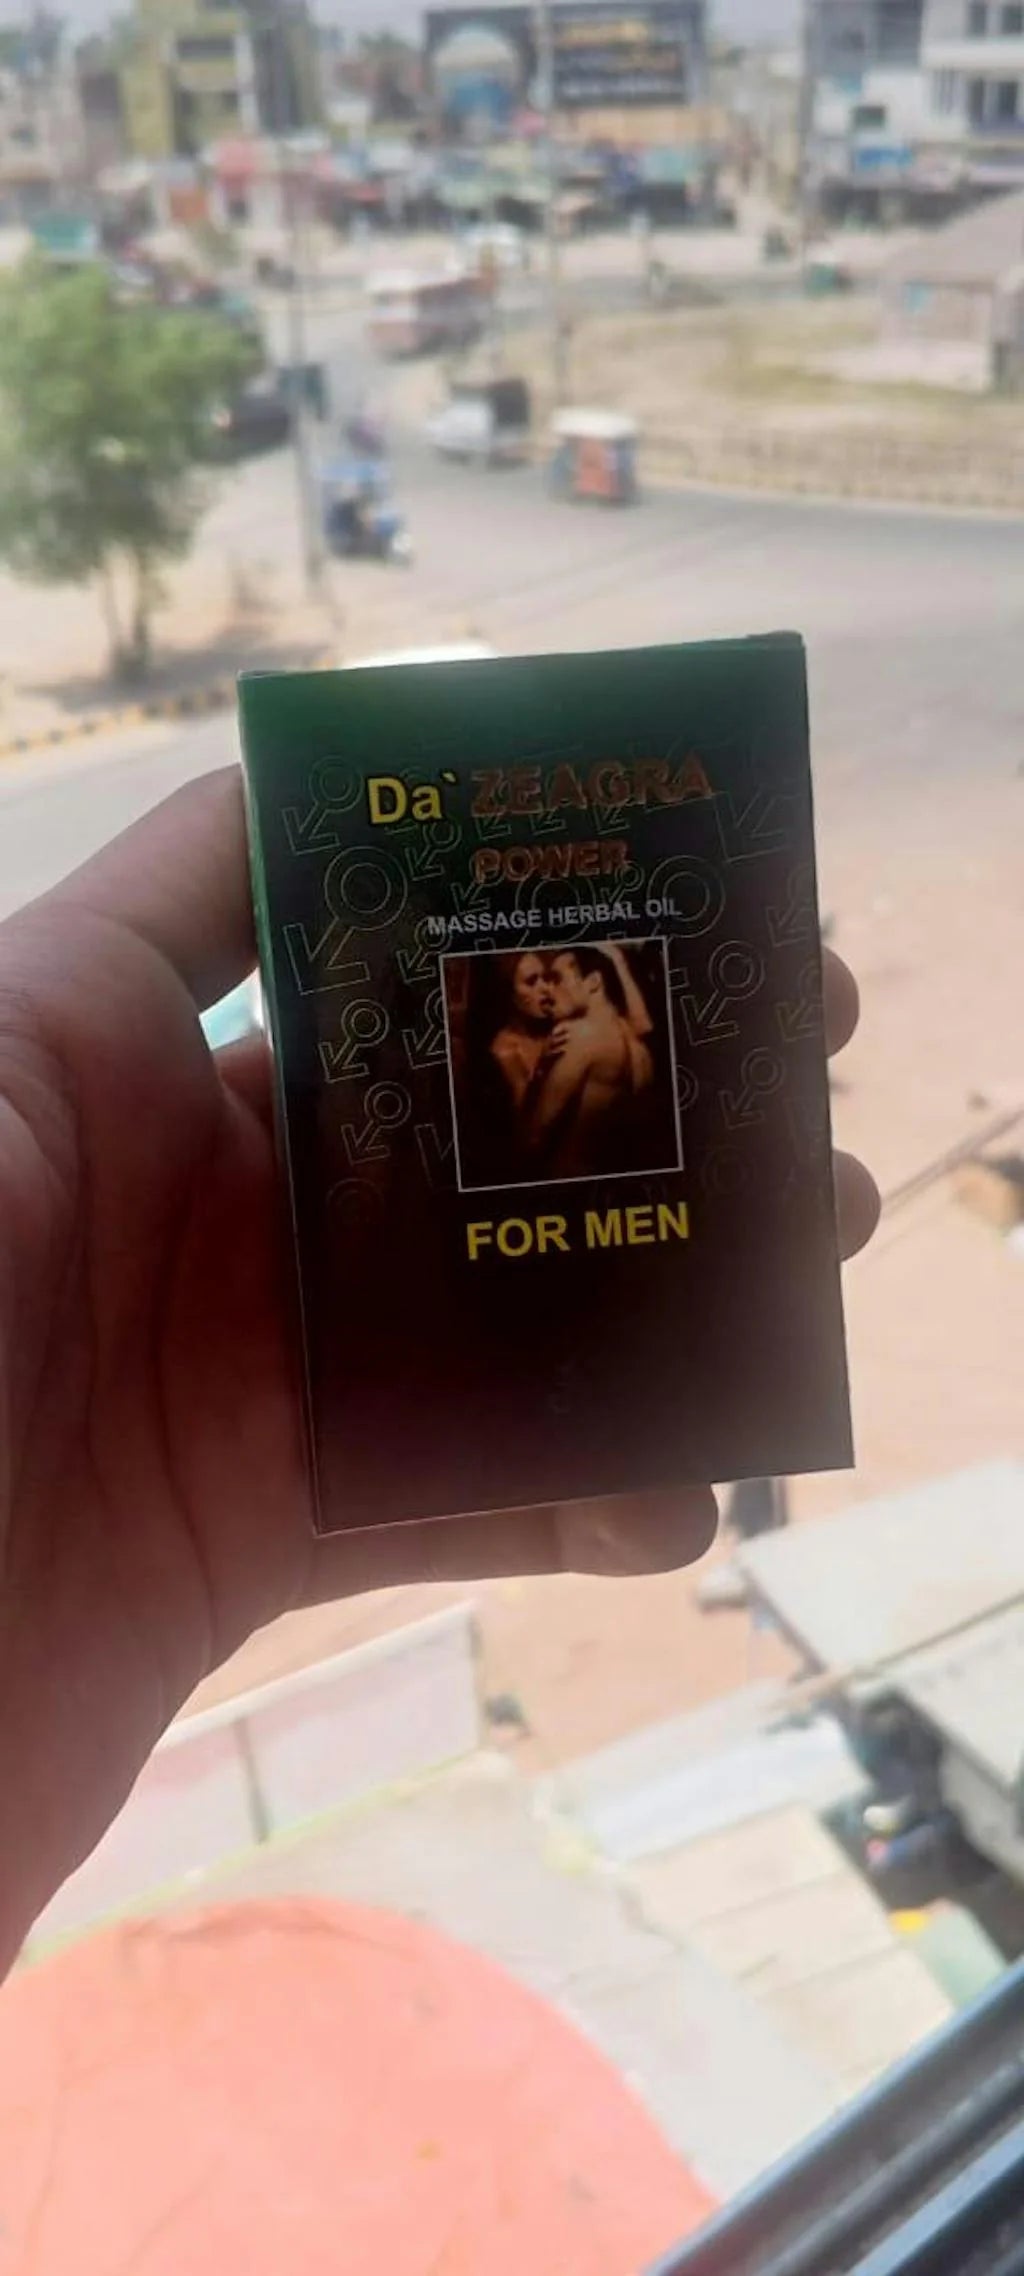 Da` ZEAGRA
POWER
MASSAGE HERBAL OIL
FOR MEN